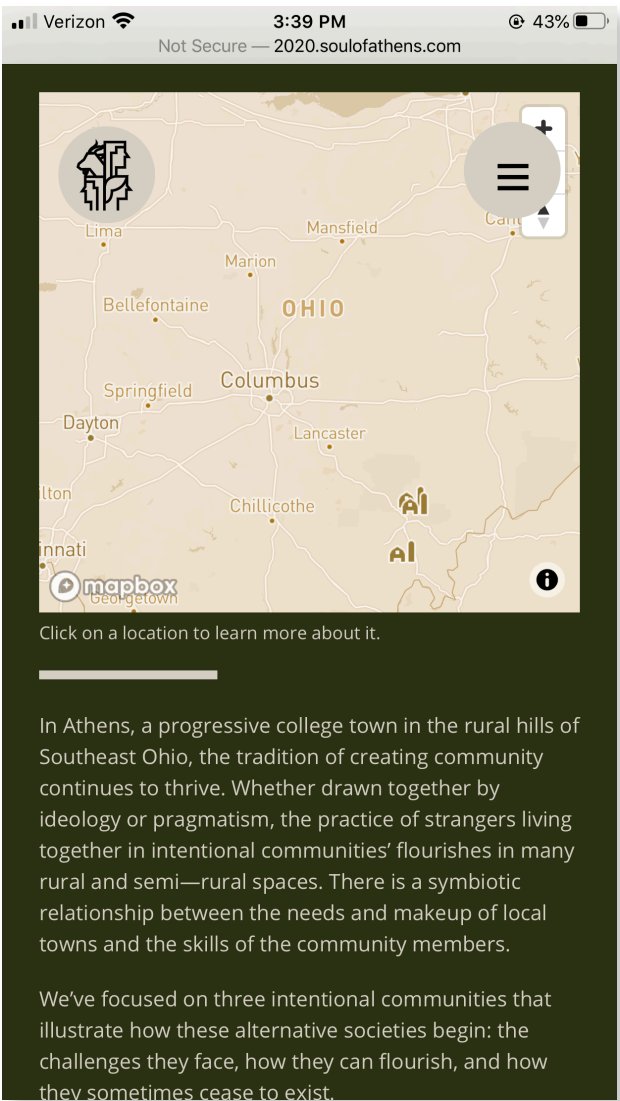 Verizon 3:39 PM 43%
Not Secure — 2020.soulofathens.com
+
Lima
Mansfield
Marion
Bellefontaine
OHIO
Columbus
Springfield
Dayton
Lancaster
lton
Chillicothe
innati
mapbox
Georgetown
Click on a location to learn more about it.
In Athens, a progressive college town in the rural hills of
Southeast Ohio, the tradition of creating community
continues to thrive. Whether drawn together by
ideology or pragmatism, the practice of strangers living
together in intentional communities’ flourishes in many
rural and semi—rural spaces. There is a symbiotic
relationship between the needs and makeup of local
towns and the skills of the community members.
We’ve focused on three intentional communities that
illustrate how these alternative societies begin: the
challenges they face, how they can flourish, and how
they sometimes cease to exist.